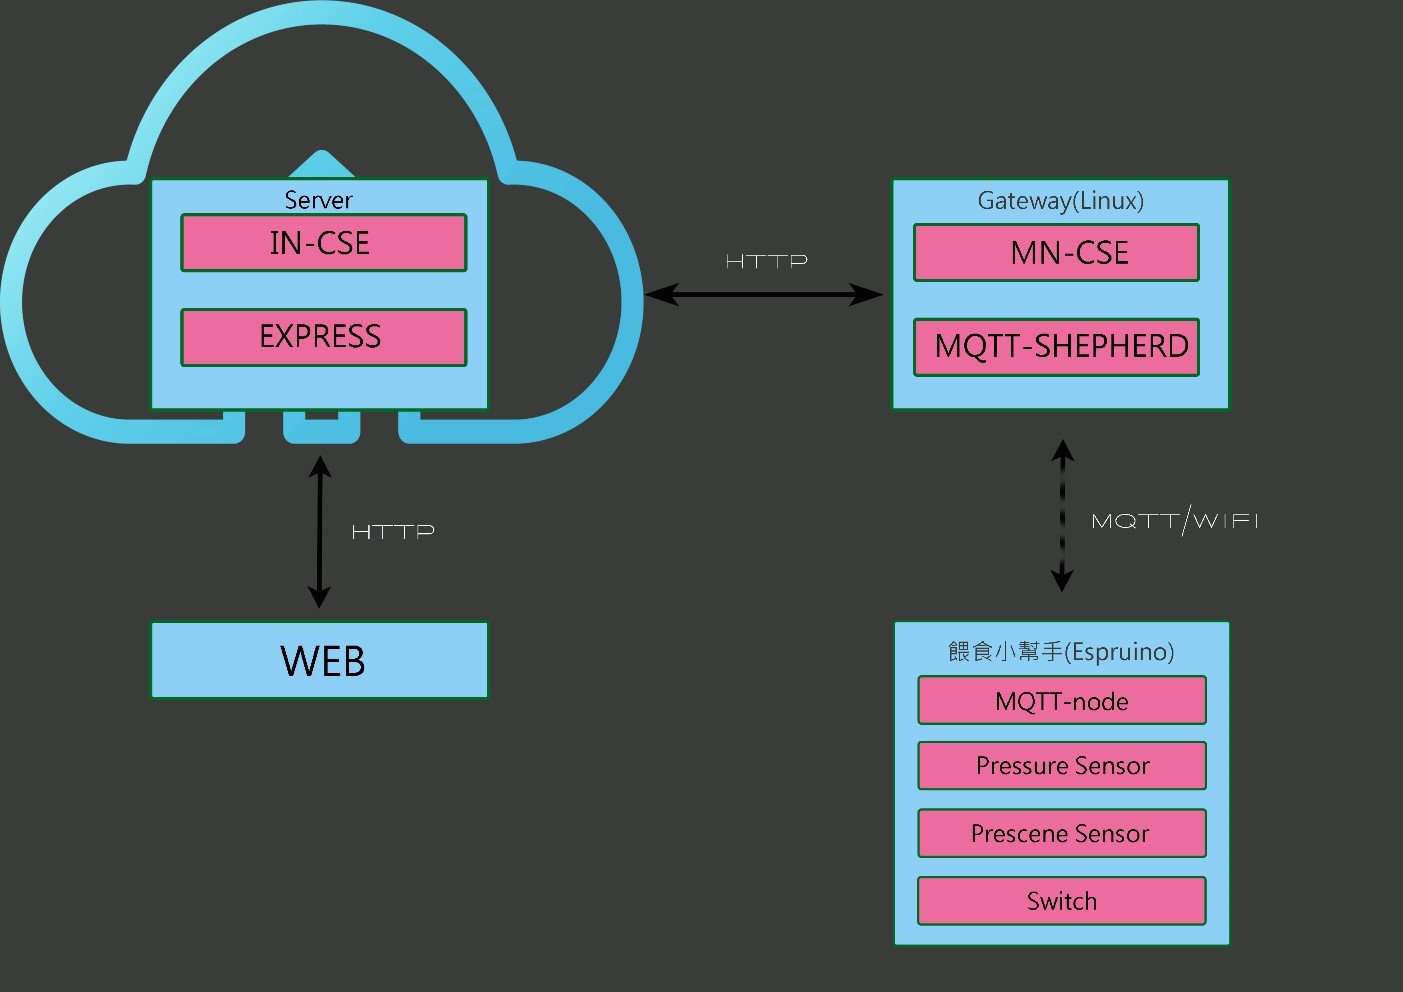 Server
IN-CSE
EXPRESS
HTTP
WEB
HTTP
Gateway(Linux)
MN-CSE
MQTT-SHEPHERD
MQTT/WIFI
餵食小幫手(Espruino)
MQTT-node
Pressure Sensor
Prescene Sensor
Switch